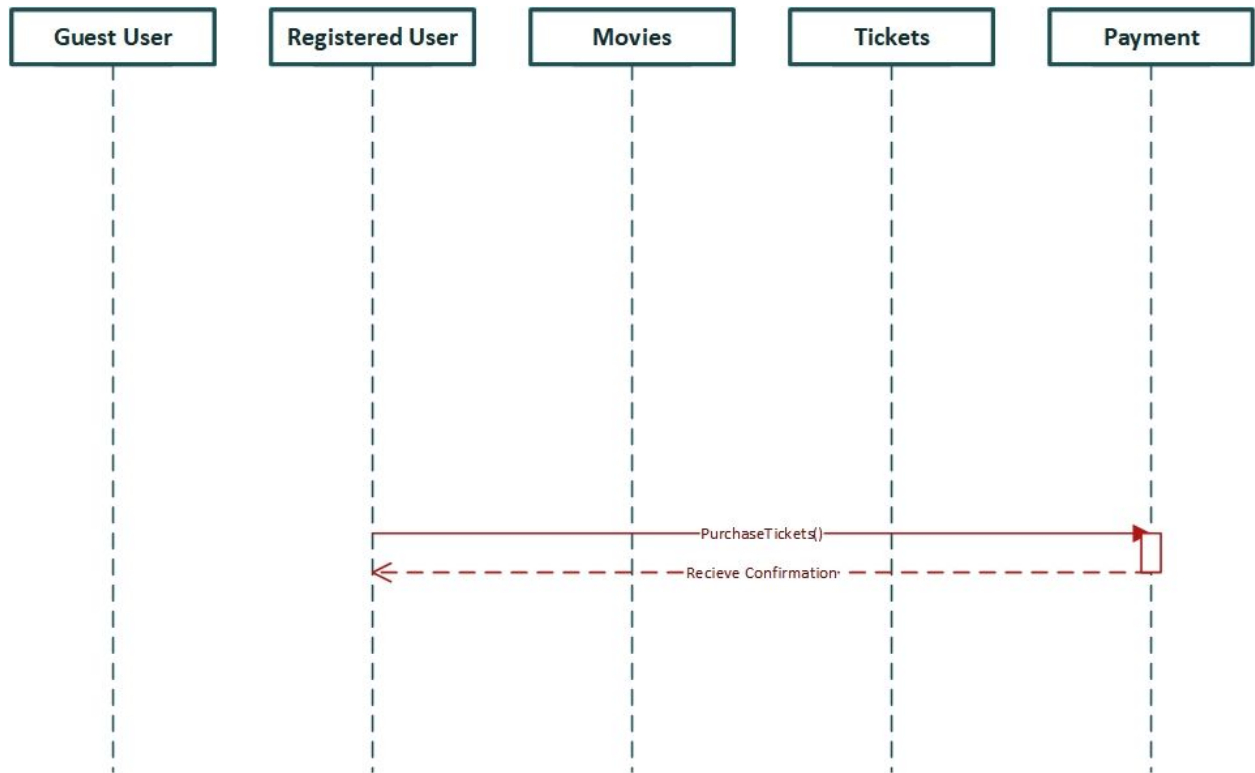 Guest User
Registered User
Movies
Tickets
Payment
PurchaseTickets()
Recieve Confirmation